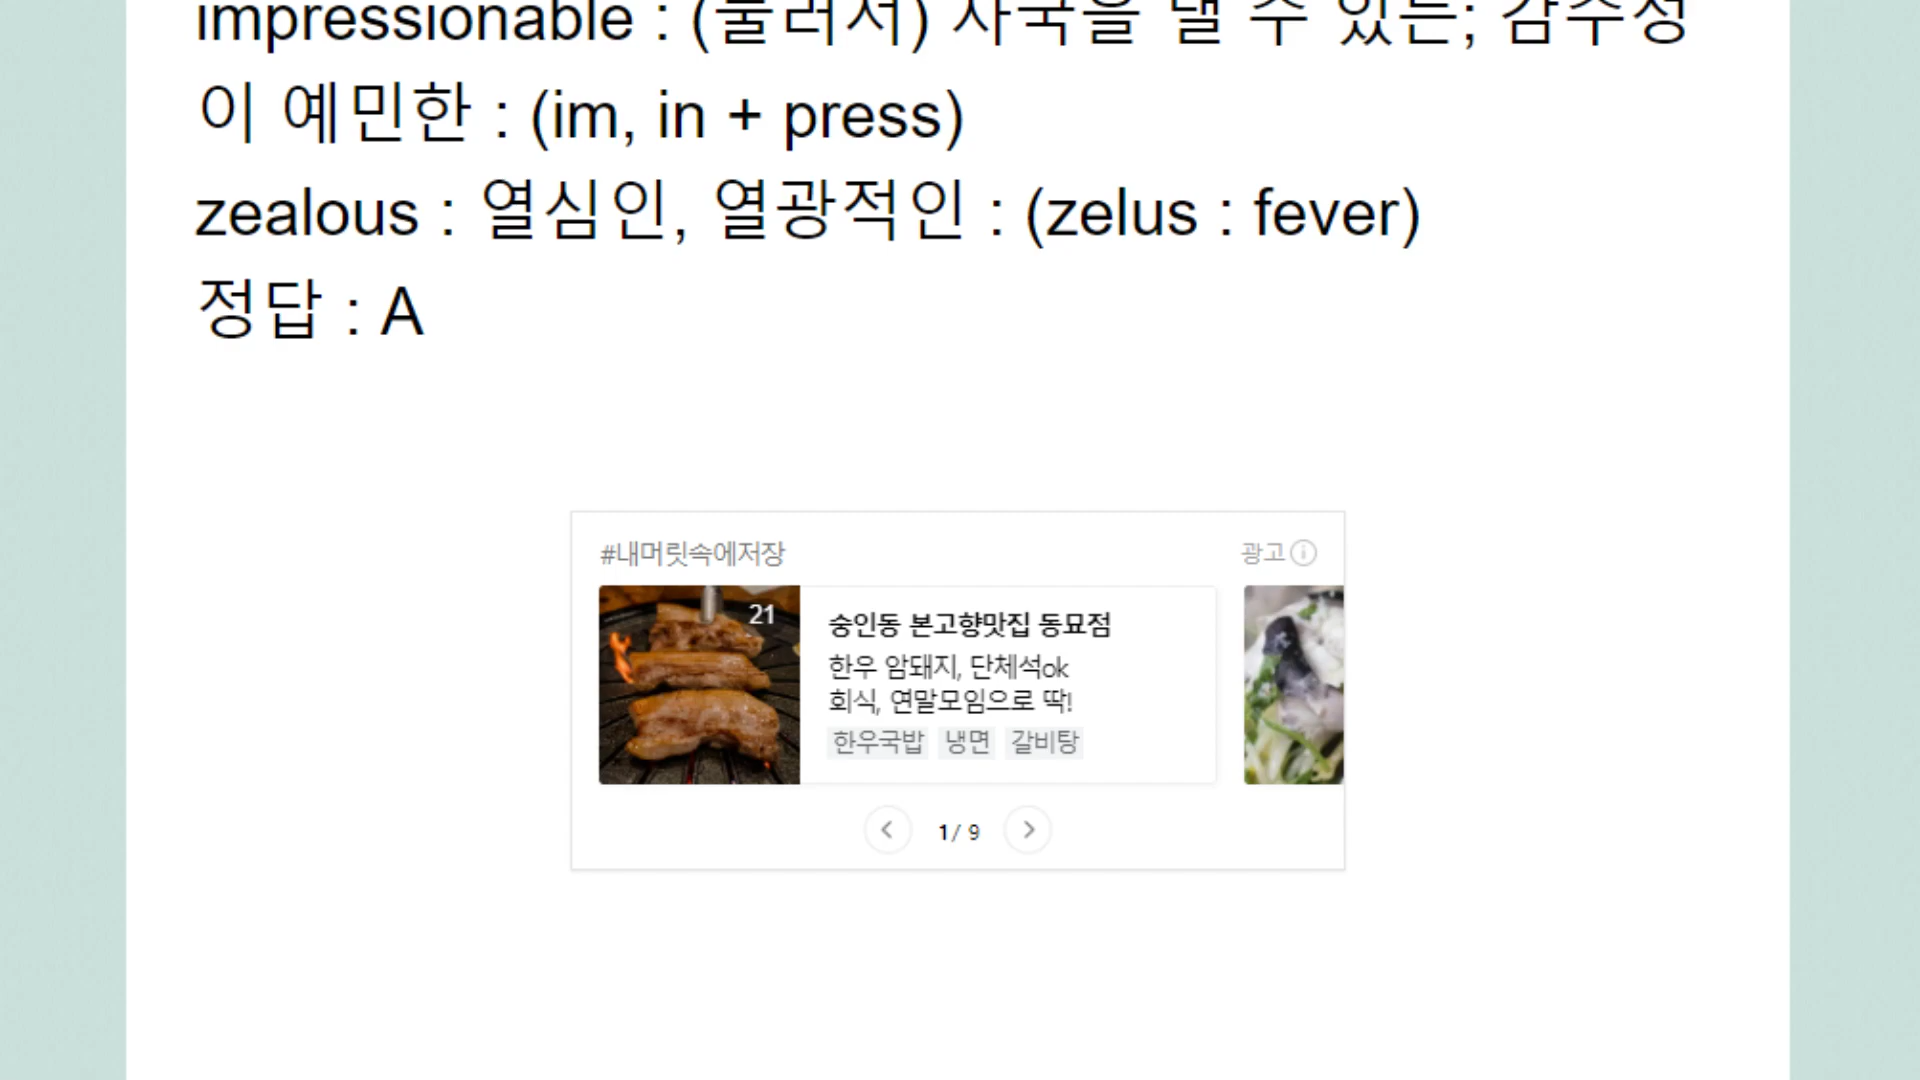 impressionable : (눌러서) 자국을 낼 수 있는; 감수성
이 예민한 : (im, in + press)
zealous : 열심인, 열광적인 : (zelus : fever)
정답 : A
#내머릿속에저장
광고
21
숭인동 본고향맛집 동묘점
한우 암돼지, 단체석ok
회식, 연말모임으로 딱!
한우국밥 냉면 갈비탕
1 / 9